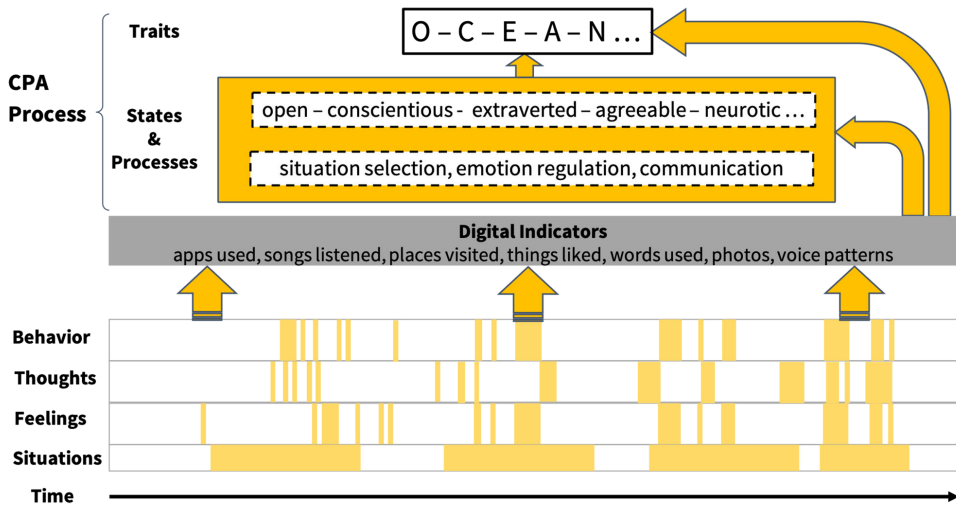 Traits
O – C – E – A – N …
CPA
Process
States
&
Processes
open – conscientious - extraverted – agreeable – neurotic …
situation selection, emotion regulation, communication
Digital Indicators
apps used, songs listened, places visited, things liked, words used, photos, voice patterns
Behavior
Thoughts
Feelings
Situations
Time